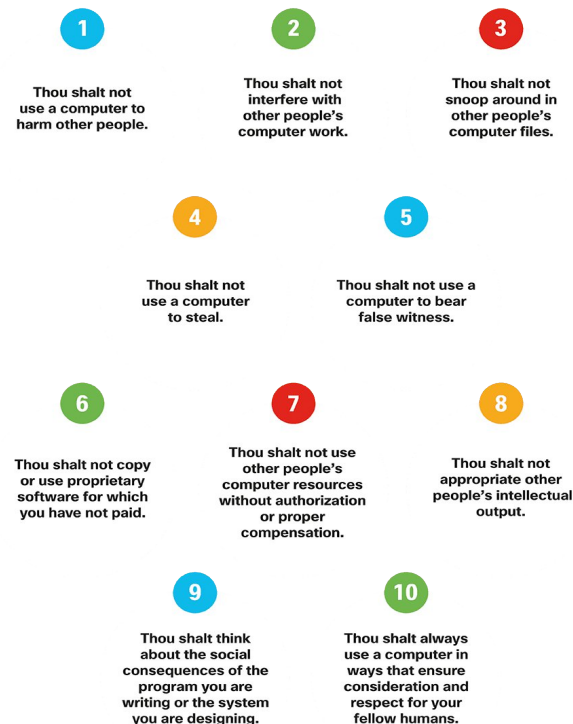 1
Thou shalt not
use a computer to
harm other people.
2
Thou shalt not
interfere with
other people's
computer work.
3
Thou shalt not
snoop around in
other people's
computer files.
4
Thou shalt not
use a computer
to steal.
5
Thou shalt not use a
computer to bear
false witness.
6
Thou shalt not copy
or use proprietary
software for which
you have not paid.
7
Thou shalt not use
other people's
computer resources
without authorization
or proper
compensation.
8
Thou shalt not
appropriate other
people's intellectual
output.
9
Thou shalt think
about the social
consequences of the
program you are
writing or the system
you are designing.
10
Thou shalt always
use a computer in
ways that ensure
consideration and
respect for your
fellow humans.